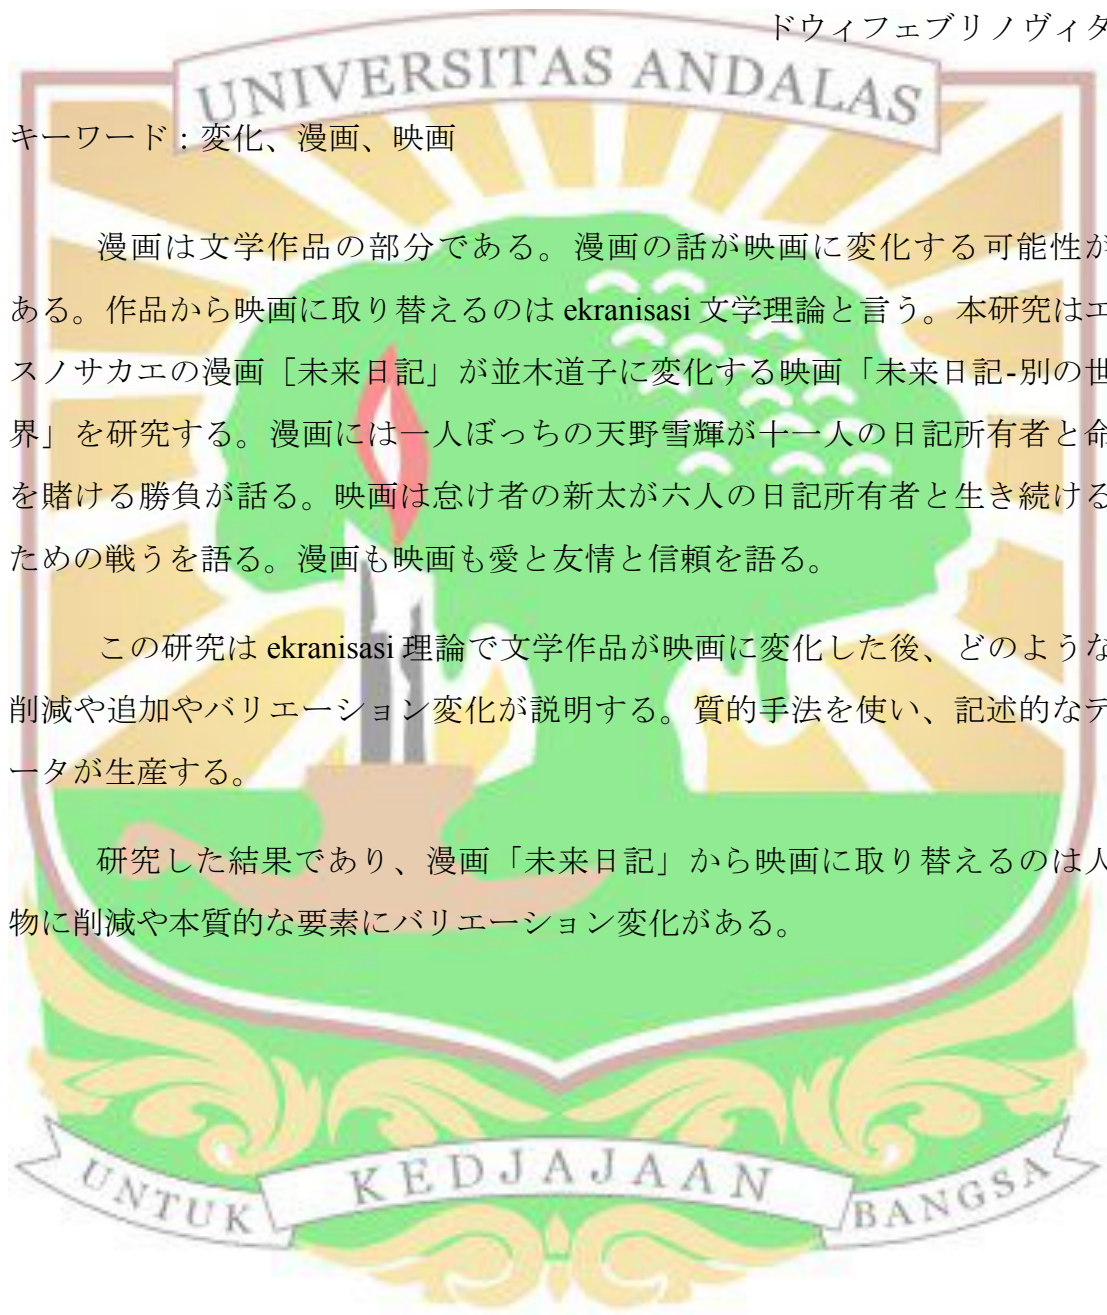 ドウィフェブリノヴィタ
UNIVERSITAS ANDALAS
キーワード：変化、漫画、映画
漫画は文学作品の部分である。漫画の話が映画に変化する可能性が
ある。作品から映画に取り替えるのは ekranisasi 文学理論と言う。本研究はエ
スノサカエの漫画［未来日記」が並木道子に変化する映画「未来日記-別の世
界」を研究する。漫画には一人ぼっちの天野雪輝が十一人の日記所有者と命
を賭ける勝負が話る。映画は怠け者の新太が六人の日記所有者と生き続ける
ための戦うを語る。漫画も映画も愛と友情と信頼を語る。
この研究は ekranisasi 理論で文学作品が映画に変化した後、どのような
削減や追加やバリエーション変化が説明する。質的手法を使い、記述的なデ
ータが生産する。
研究した結果であり、漫画「未来日記」から映画に取り替えるのは人
物に削減や本質的な要素にバリエーション変化がある。
UNTUK KEDJAJAAN BANGSA